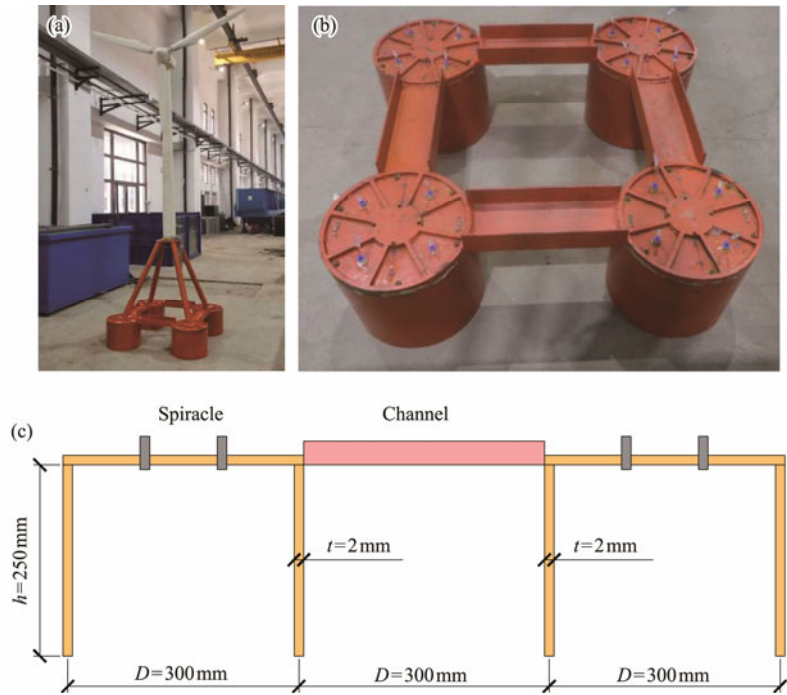 (a)
(b)
(c)
Spiracle
Channel
h=250mm
t=2mm
t=2mm
D=300mm
D=300mm
D=300mm